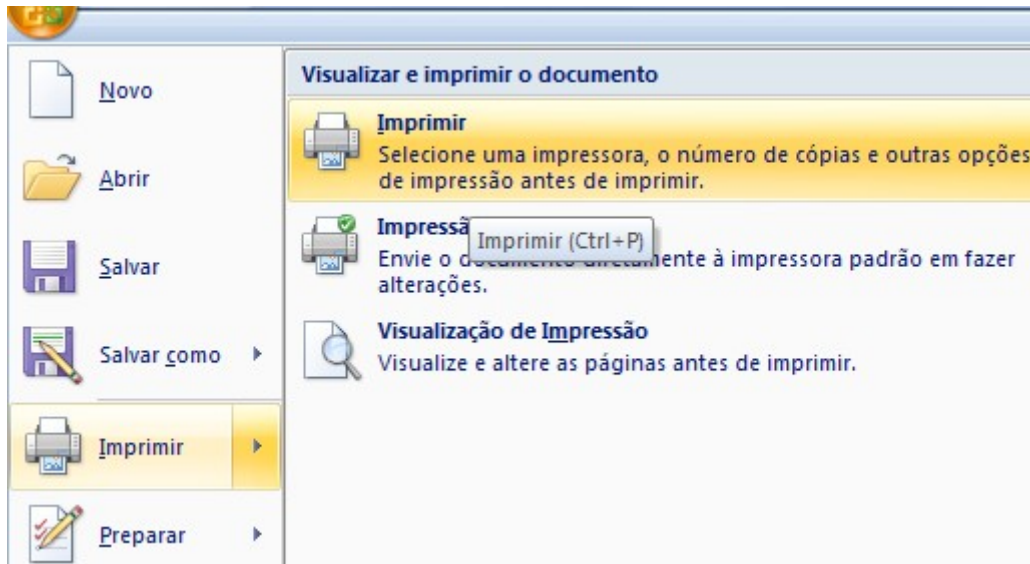 Novo
Abrir
Salvar
Salvar como
Imprimir
Preparar
Visualizar e imprimir o documento
Imprimir
Selecione uma impressora, o número de cópias e outras opções
de impressão antes de imprimir.
Imprimir (Ctrl+P)
Envie o diretamente à impressora padrão em fazer
alterações.
Visualização de Impressão
Visualize e altere as páginas antes de imprimir.